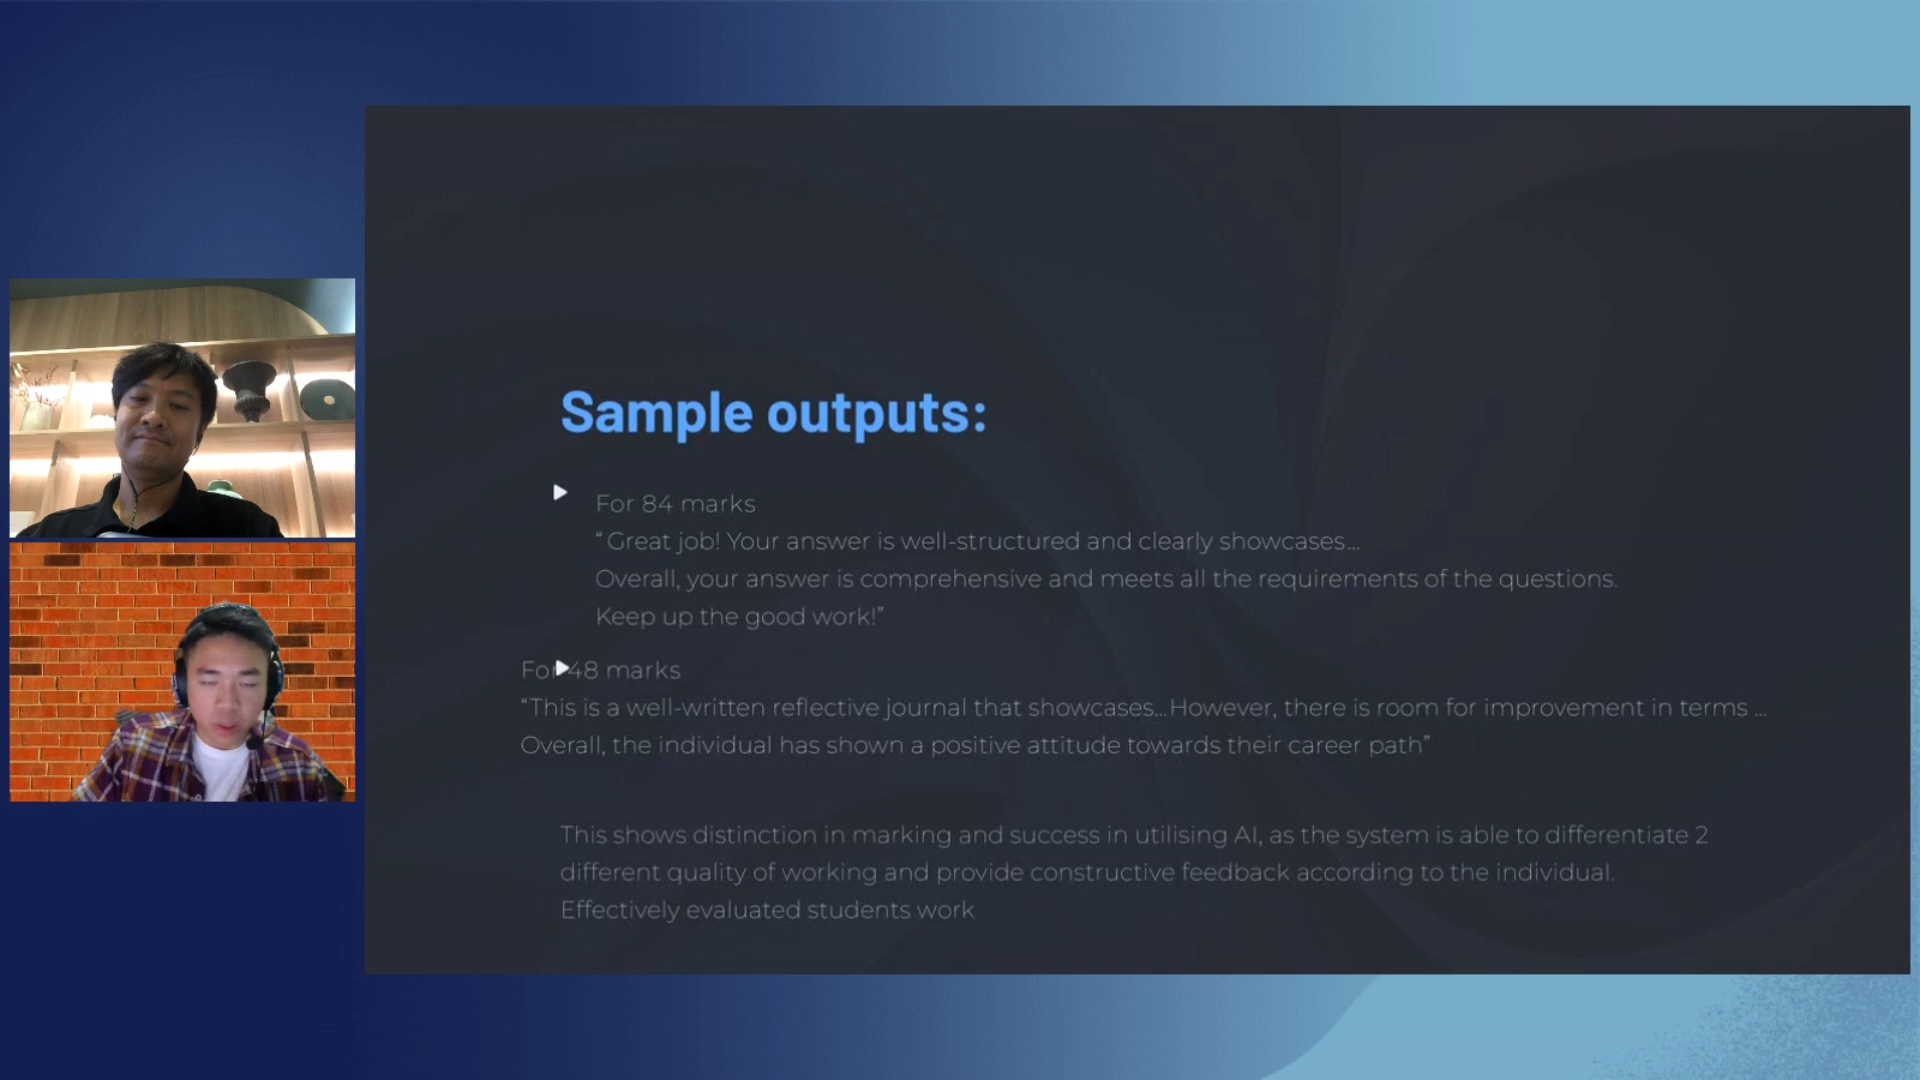 Sample outputs:
For 84 marks
“ Great job! Your answer is well-structured and clearly showcases...
Overall, your answer is comprehensive and meets all the requirements of the questions.
Keep up the good work!”
For 48 marks
“This is a well-written reflective journal that showcases...However, there is room for improvement in terms ...
Overall, the individual has shown a positive attitude towards their career path”
This shows distinction in marking and success in utilising AI, as the system is able to differentiate 2
different quality of working and provide constructive feedback according to the individual.
Effectively evaluated students work